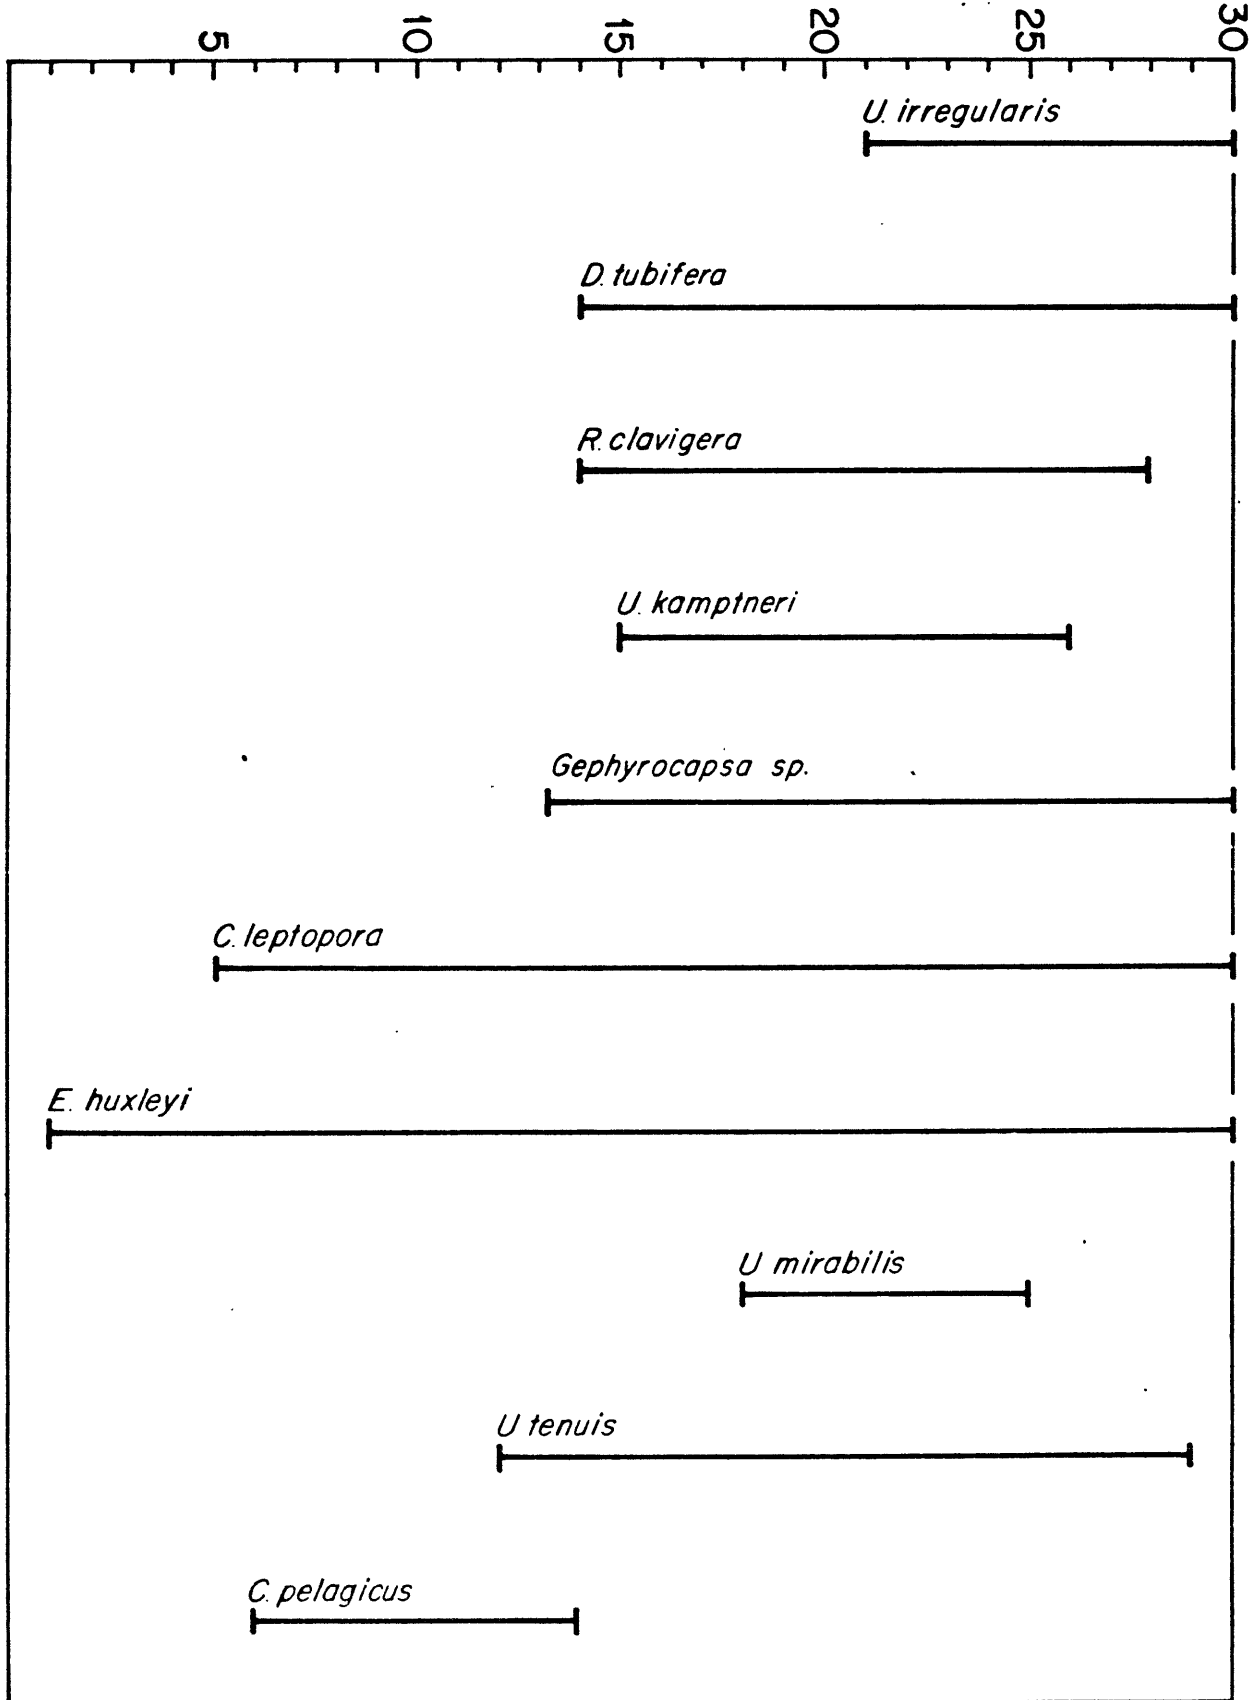 5 10 15 20 25 30
U. irregularis
D. tubifera
R. clavigera
U. kamptneri
Gephyrocapsa sp.
C. leptopora
E. huxleyi
U mirabilis
U tenuis
C. pelagicus